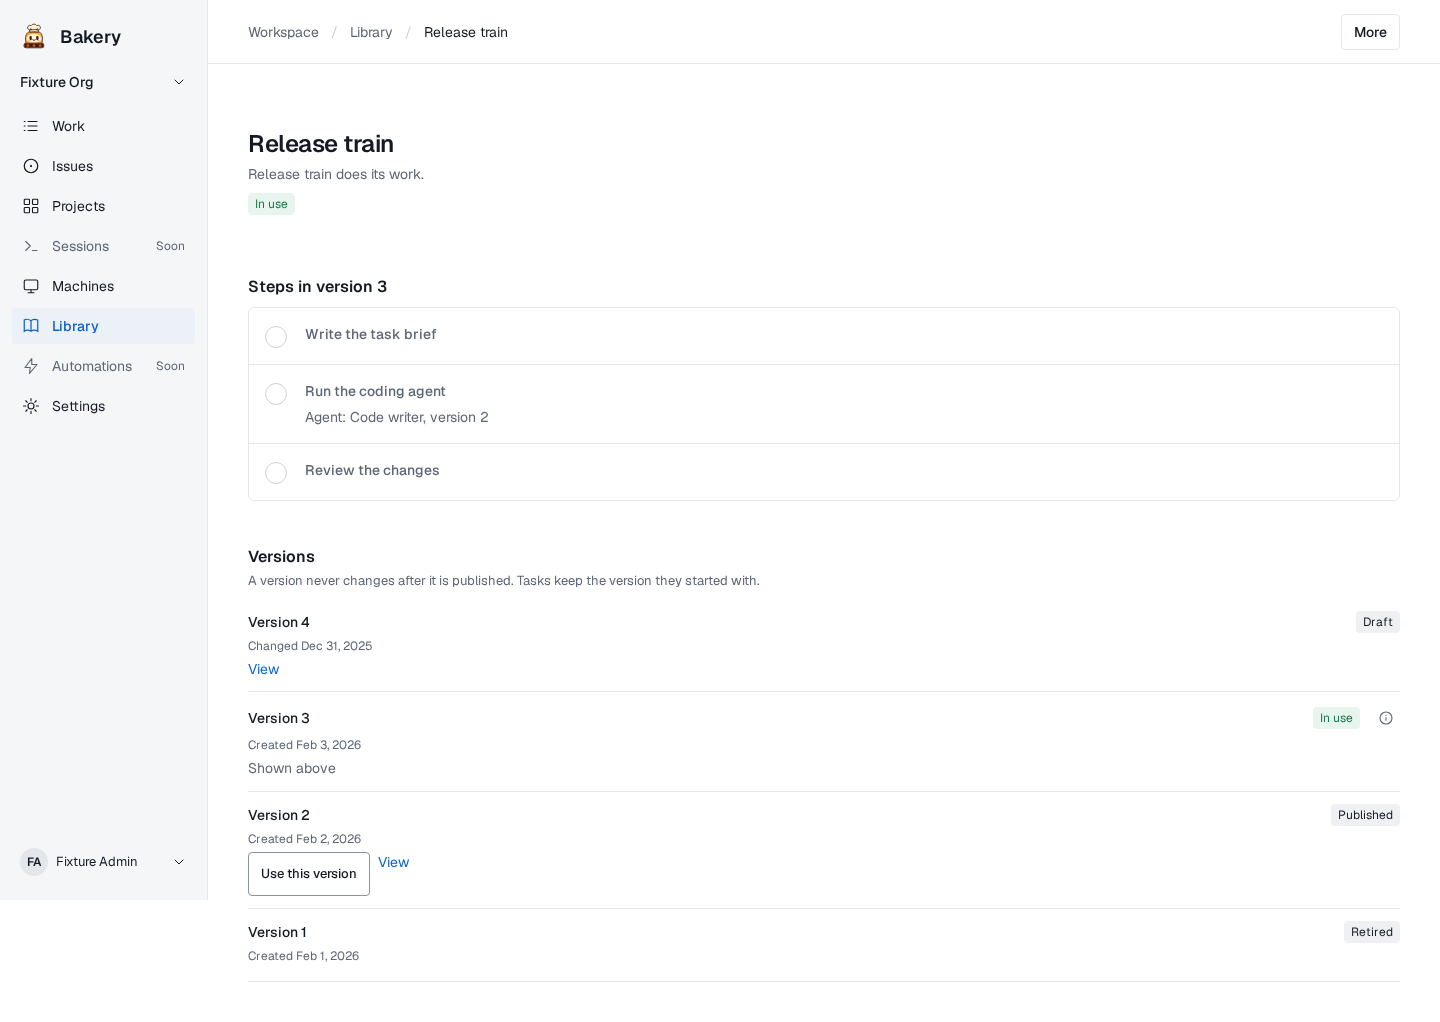 Bakery
Fixture Org
Work
Issues
Projects
Sessions Soon
Machines
Library
Automations Soon
Settings
FA Fixture Admin
Workspace / Library / Release train
More
Release train
Release train does its work.
In use
Steps in version 3
Write the task brief
Run the coding agent
Agent: Code writer, version 2
Review the changes
Versions
A version never changes after it is published. Tasks keep the version they started with.
Version 4 Draft
Changed Dec 31, 2025
View
Version 3 In use
Created Feb 3, 2026
Shown above
Version 2 Published
Created Feb 2, 2026
Use this version View
Version 1 Retired
Created Feb 1, 2026